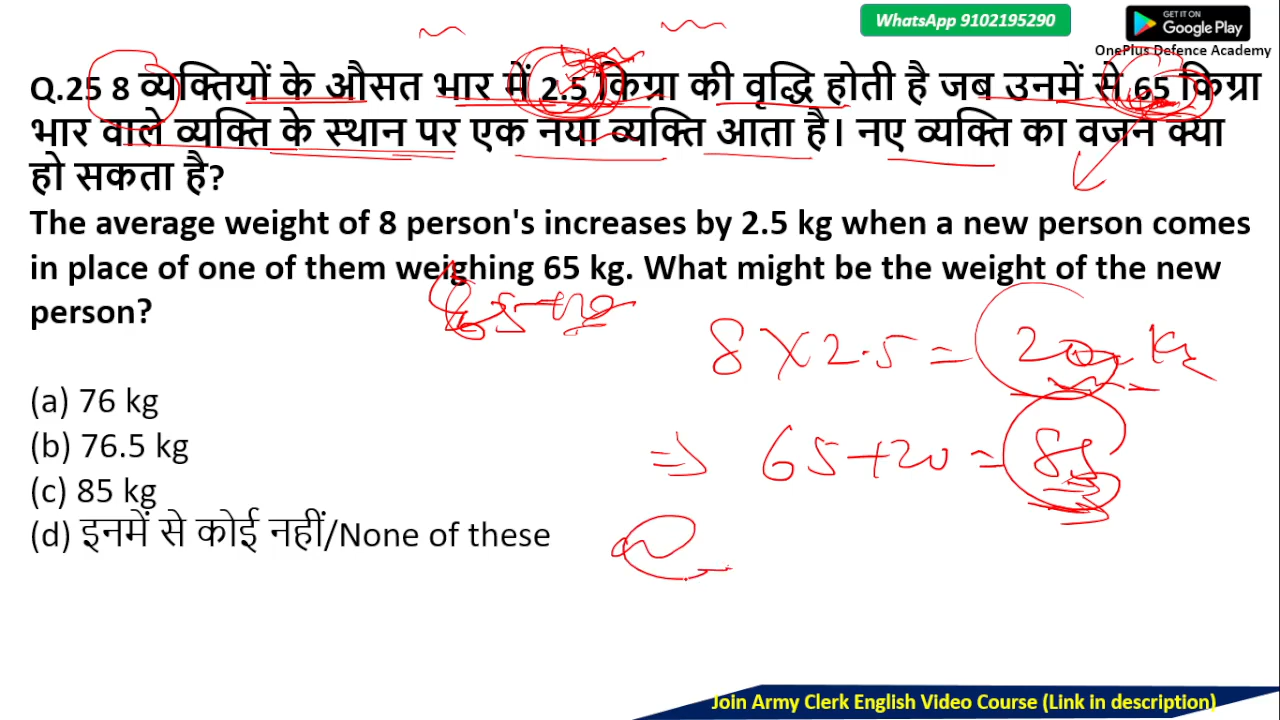 WhatsApp 9102195290
GET IT ON
Google Play
OnePlus Defence Academy
Q.25 8 व्यक्तियों के औसत भार में 2.5 किग्रा की वृद्धि होती है जब उनमें से 65 किग्रा
भार वाले व्यक्ति के स्थान पर एक नया व्यक्ति आता है। नए व्यक्ति का वजन क्या
हो सकता है?
The average weight of 8 person's increases by 2.5 kg when a new person comes
in place of one of them weighing 65 kg. What might be the weight of the new
person?
65+20
8 X 2.5 = 20 kg
⇒ 65+20 = 85
(a) 76 kg
(b) 76.5 kg
(c) 85 kg
(d) इनमें से कोई नहीं/None of these
Join Army Clerk English Video Course (Link in description)